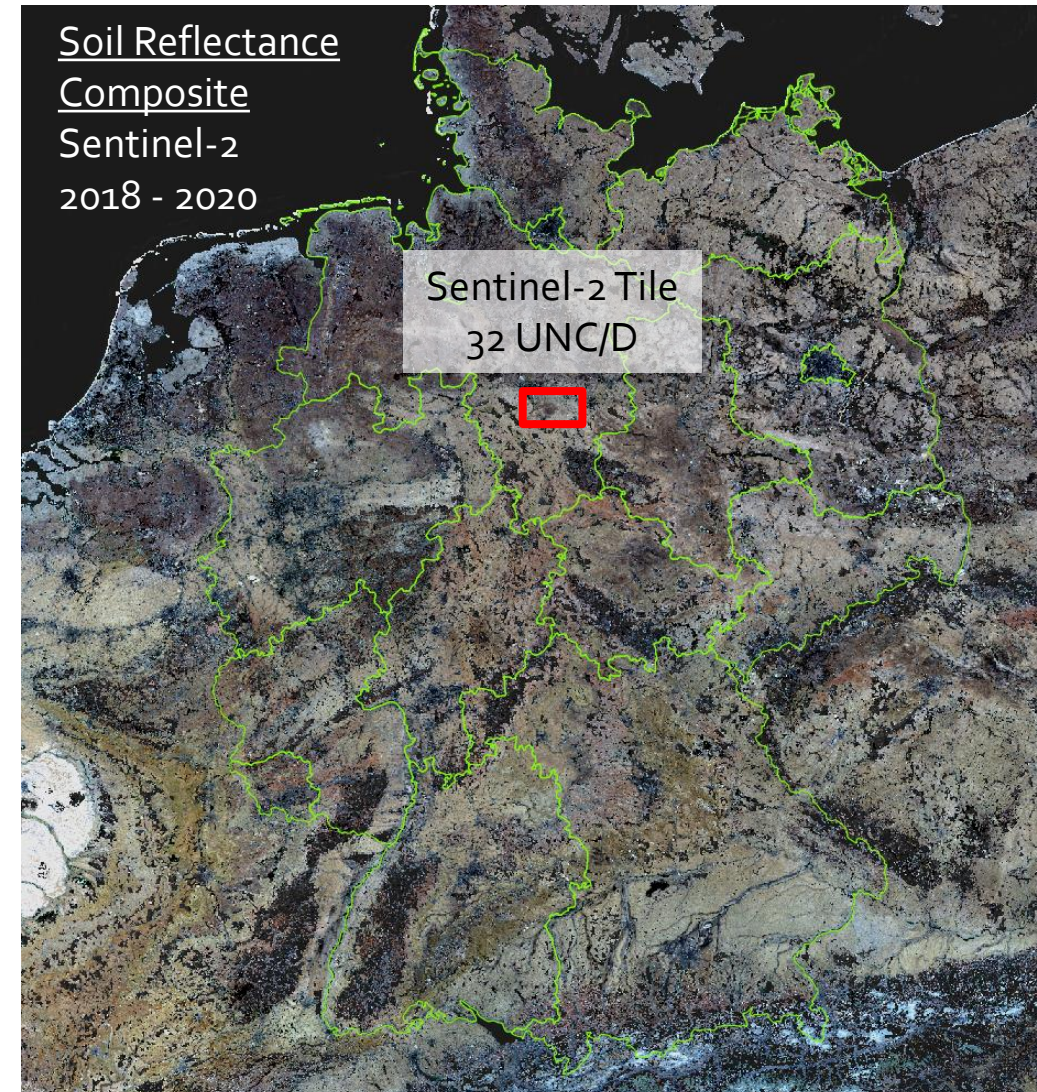 Soil Reflectance
Composite
Sentinel-2
2018 - 2020
Sentinel-2 Tile
32 UNC/D